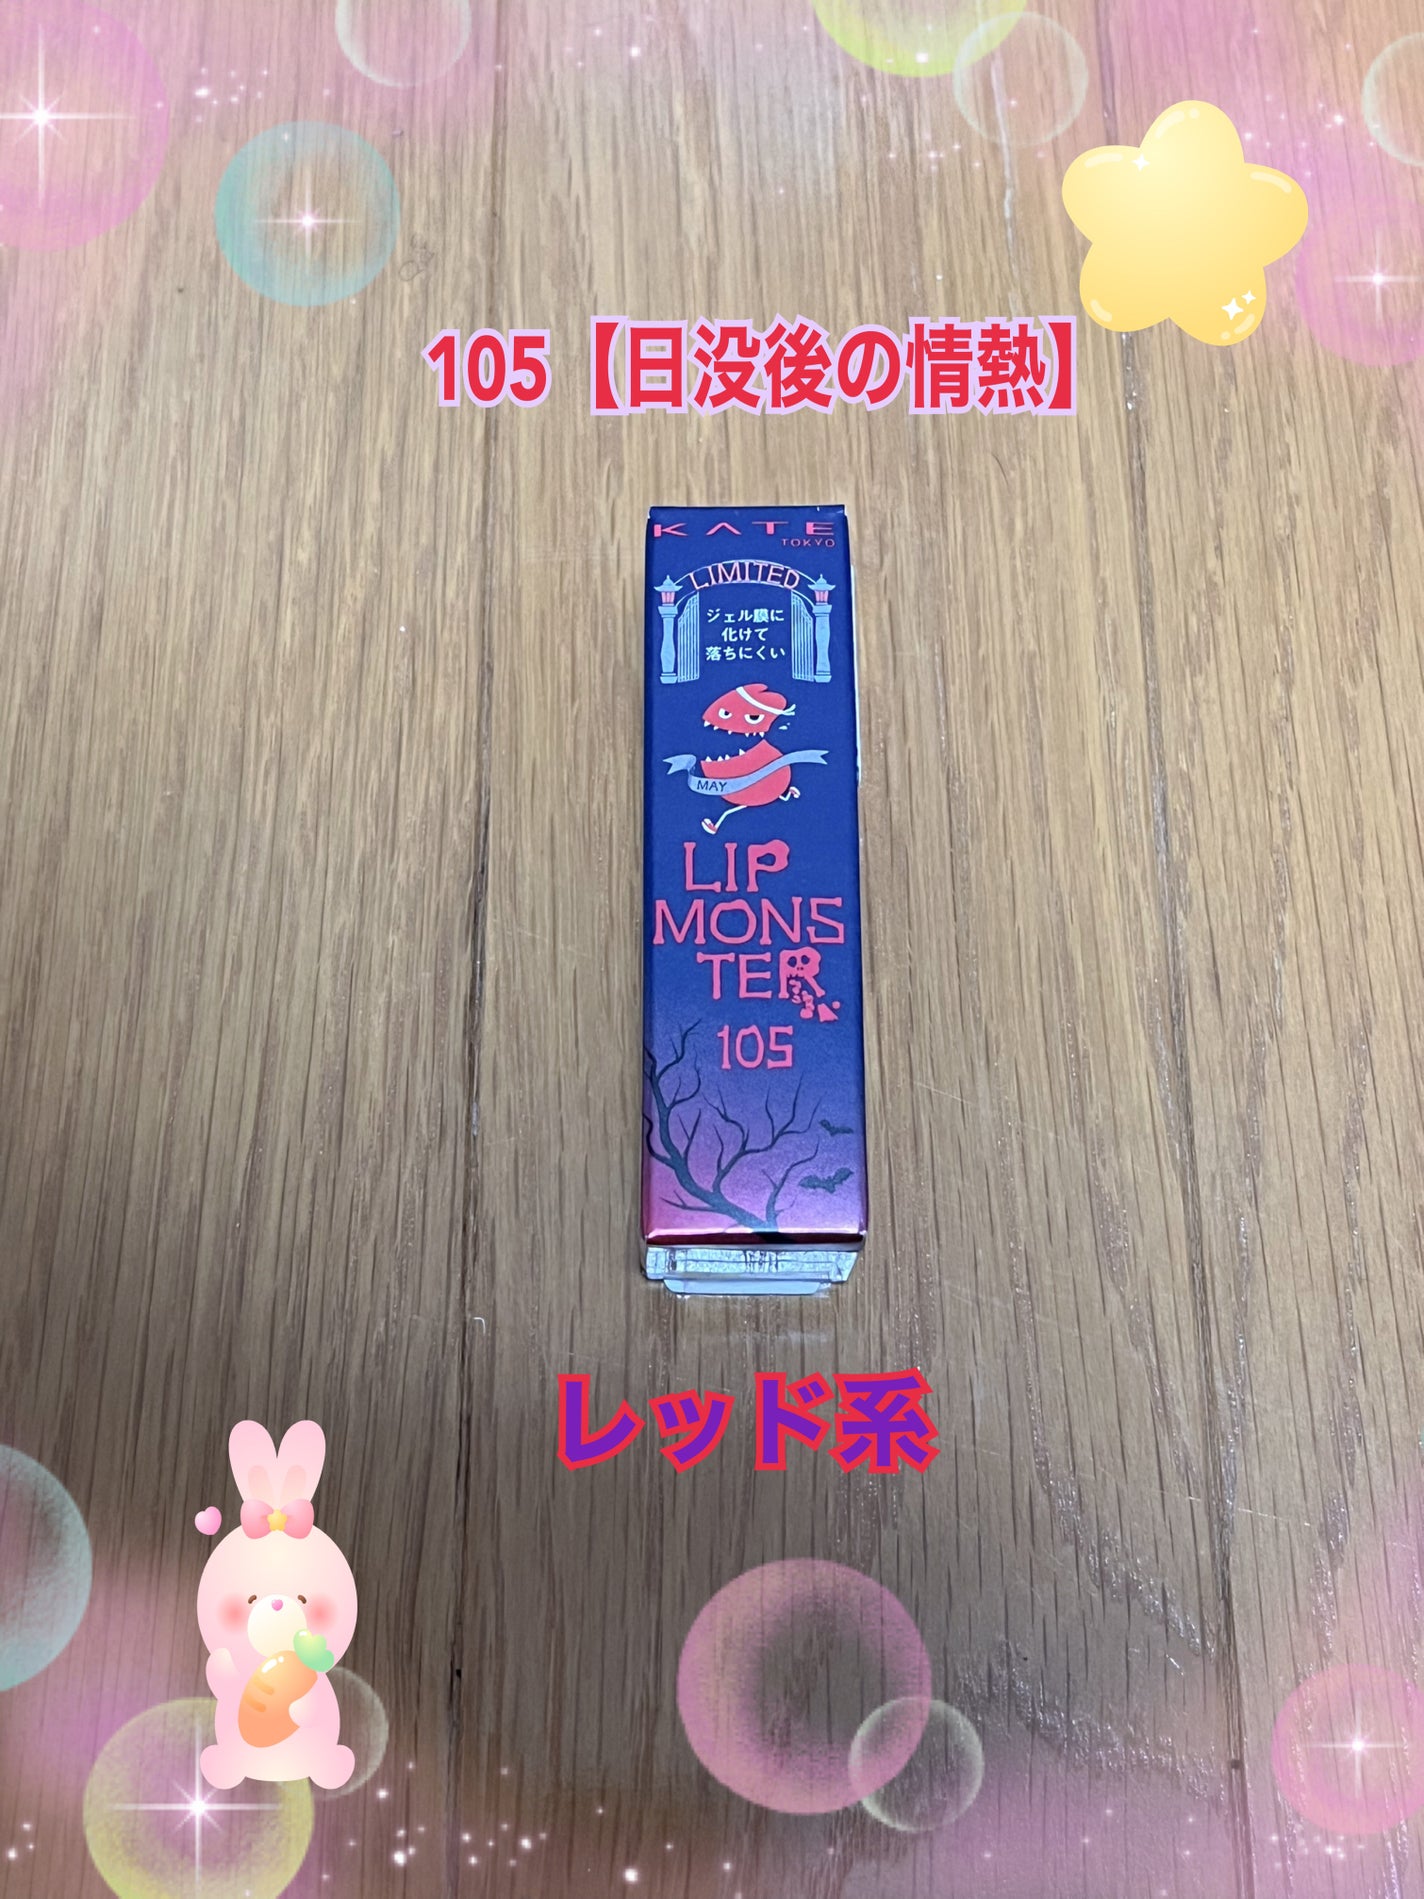 105【日没後の情熱】
KATE
TOKYO
LIMITED
ジェル膜に
化けて
落ちにくい
MAY
LIP
MONS
TER
105
レッド系